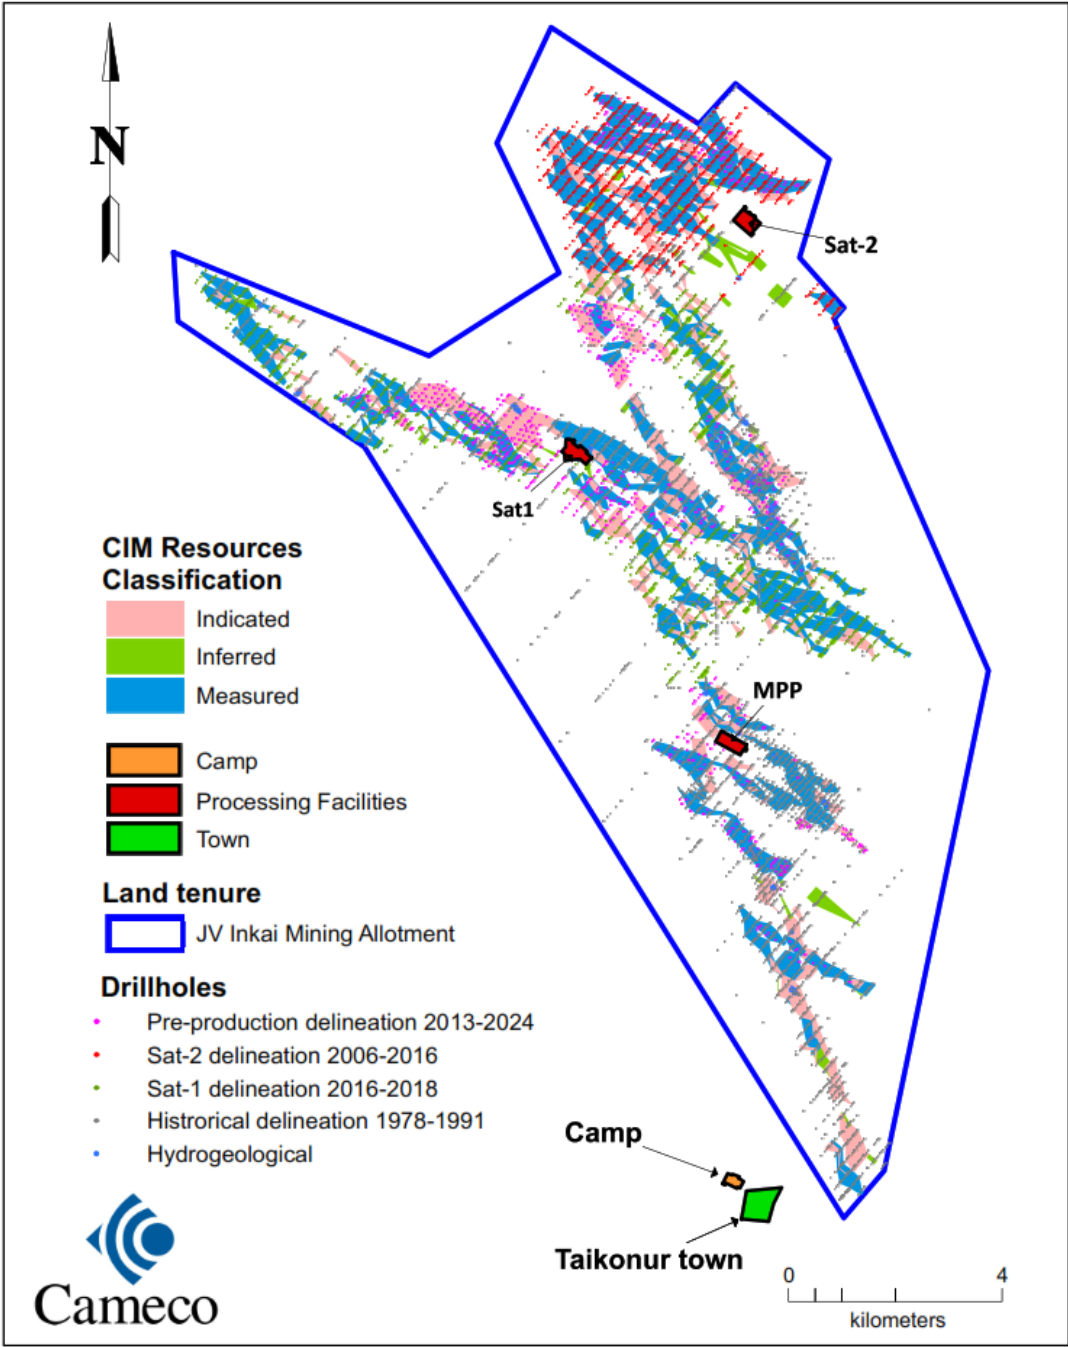 N
Sat-2
Sat1
CIM Resources
Classification
Indicated
Inferred
Measured
MPP
Camp
Processing Facilities
Town
Land tenure
JV Inkai Mining Allotment
Drillholes
Pre-production delineation 2013-2024
Sat-2 delineation 2006-2016
Sat-1 delineation 2016-2018
Histrorical delineation 1978-1991
Hydrogeological
Camp
Taikonur town
Cameco
0 4
kilometers